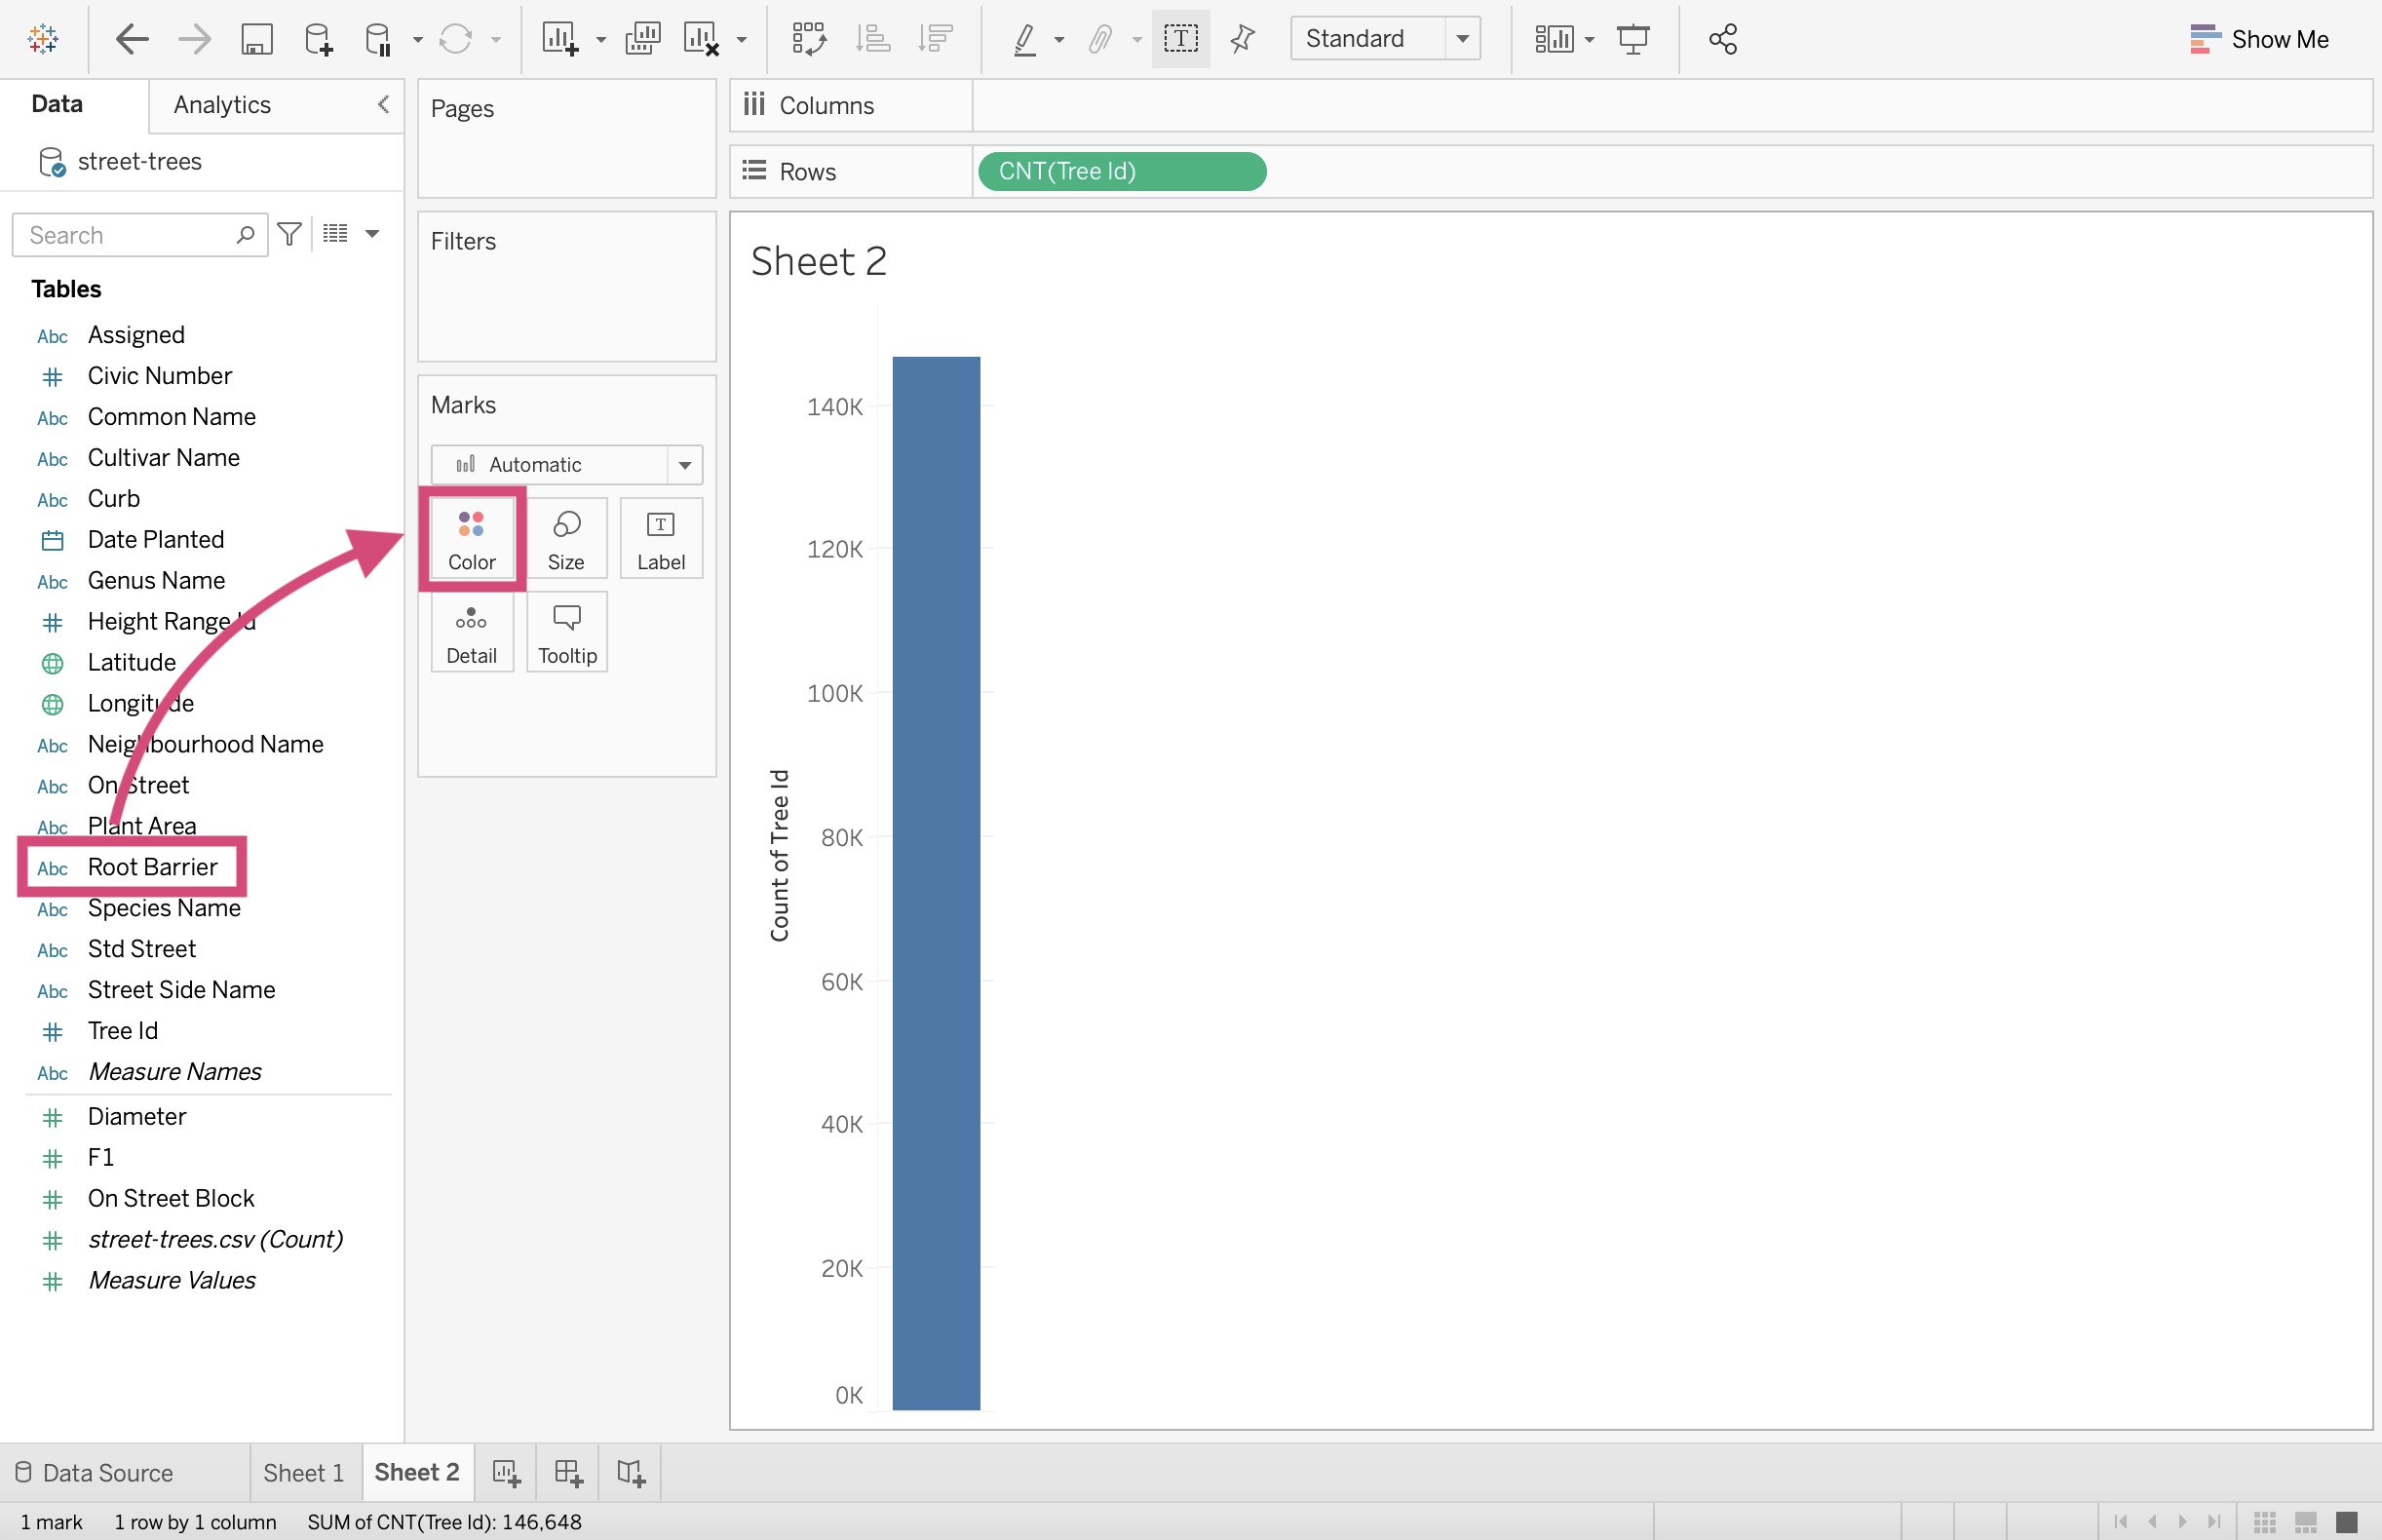 Standard
Show Me
Data
Analytics
street-trees
Search
Tables
Abc Assigned
Civic Number
Abc Common Name
Abc Cultivar Name
Abc Curb
Date Planted
Abc Genus Name
Height Range Id
Latitude
Longitude
Abc Neighbourhood Name
Abc On Street
Abc Plant Area
Abc Root Barrier
Abc Species Name
Abc Std Street
Abc Street Side Name
Tree Id
Abc Measure Names
Diameter
F1
On Street Block
street-trees.csv (Count)
Measure Values
Pages
Filters
Marks
Automatic
Color
Size
Label
Detail
Tooltip
Columns
Rows
CNT(Tree Id)
Sheet 2
140K
120K
100K
80K
60K
40K
20K
0K
Count of Tree Id
Data Source
Sheet 1
Sheet 2
1 mark
1 row by 1 column
SUM of CNT(Tree Id): 146,648